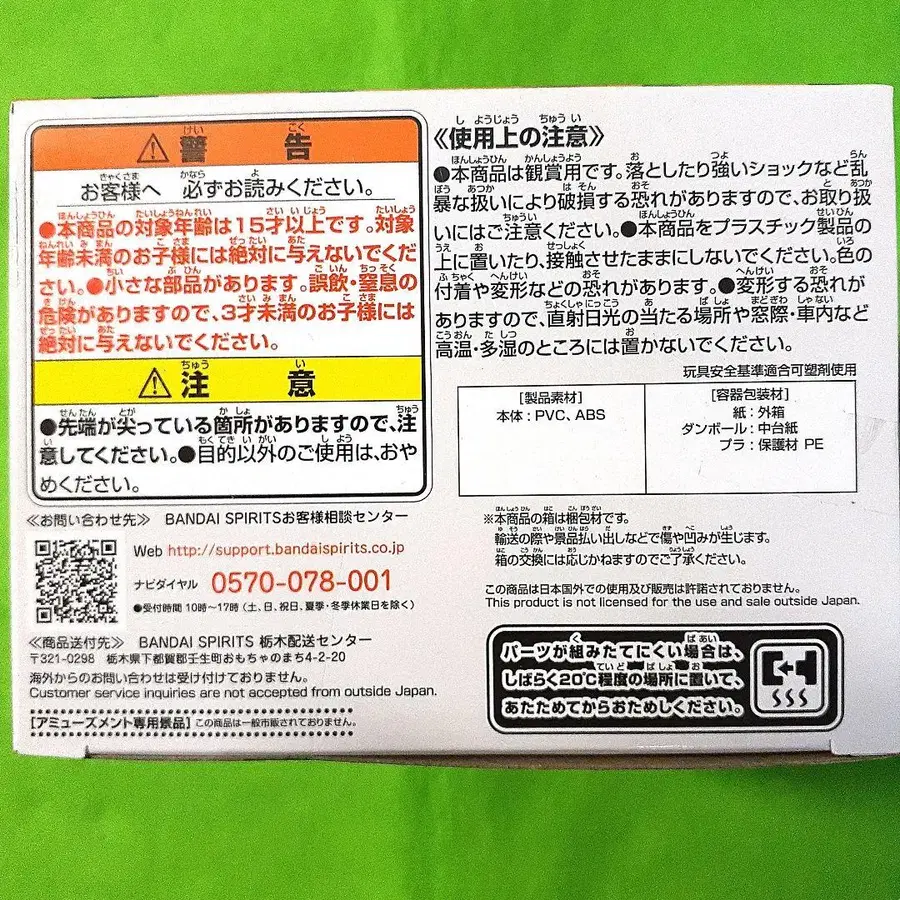 ⚠警告
お客様へ 必ずお読みください。
●本商品の対象年齢は15才以上です。対象
年齢未満のお子様には絶対に与えないでくだ
さい。●小さな部品があります。誤飲・窒息の
危険がありますので、3才未満のお子様には
絶対に与えないでください。
⚠注意
●先端が尖っている箇所がありますので、注
意してください。●目的以外のご使用は、おや
めください。
≪お問い合わせ先≫ BANDAI SPIRITSお客様相談センター
Web http://support.bandaispirits.co.jp
ナビダイヤル 0570-078-001
●受付時間 10時〜17時(土、日、祝日、夏季・冬季休業日を除く)
≪商品送付先≫ BANDAI SPIRITS 栃木配送センター
〒321-0298 栃木県下都賀郡壬生町おもちゃのまち4-2-20
海外からのお問い合わせは受け付けておりません。
Customer service inquiries are not accepted from outside Japan.
[アミューズメント専用景品] この商品は一般市販されておりません。
《使用上の注意》
●本商品は観賞用です。落としたり強いショックなど乱
暴な扱いにより破損する恐れがありますので、お取り扱
いにはご注意ください。●本商品をプラスチック製品の
上に置いたり、接触させたままにしないでください。色の
付着や変形などの恐れがあります。●変形する恐れが
ありますので、直射日光の当たる場所や窓際・車内など
高温・多湿のところには置かないでください。
玩具安全基準適合可塑剤使用
[製品素材]
本体:PVC、ABS
[容器包装材]
紙:外箱
ダンボール:中台紙
プラ:保護材 PE
※本商品の箱は梱包材です。
輸送の際や景品払い出しなどで傷や凹みが生じます。
箱の交換には応じかねますのでご了承ください。
この商品は日本国外での使用及び販売は許諾されておりません。
This product is not licensed for the use and sale outside Japan.
パーツが組みたてにくい場合は、
しばらく20℃程度の場所に置いて、
あたためてからおためしください。